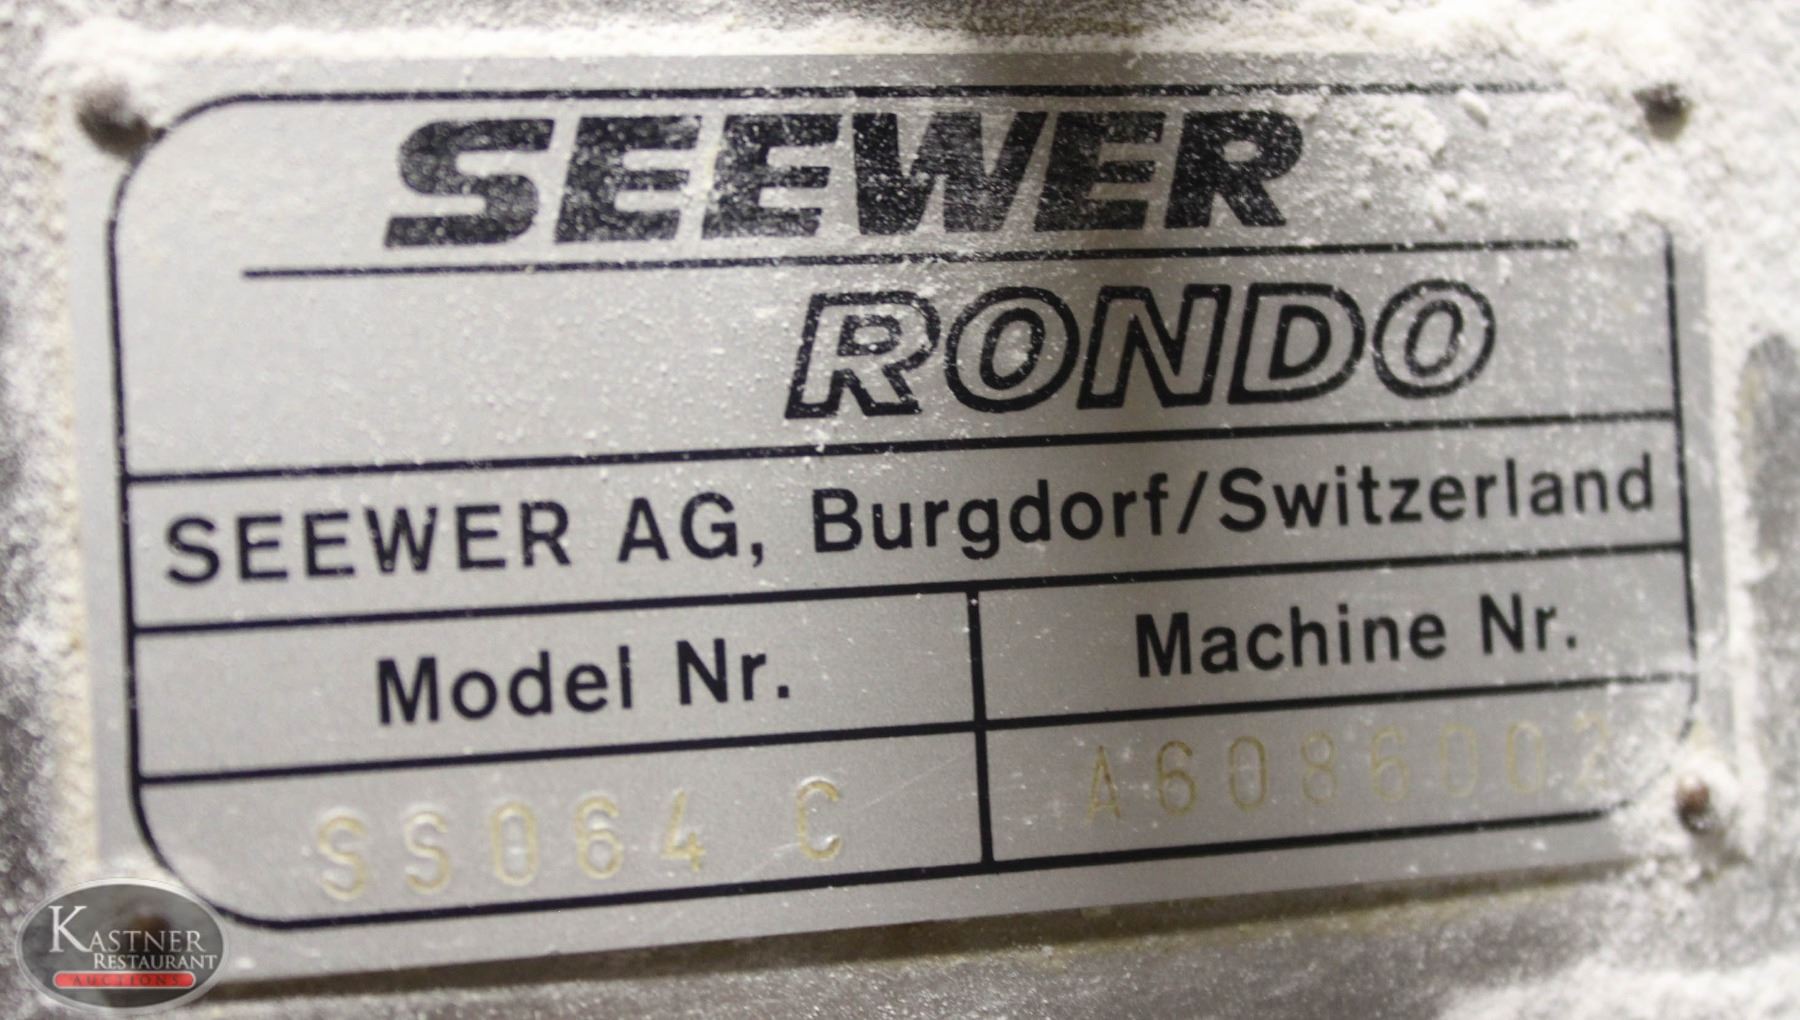 SEEWER
RONDO
SEEWER AG, Burgdorf/Switzerland
Model Nr.
Machine Nr.
SS064 C
A6086002
KASTNER
RESTAURANT
AUCTIONS